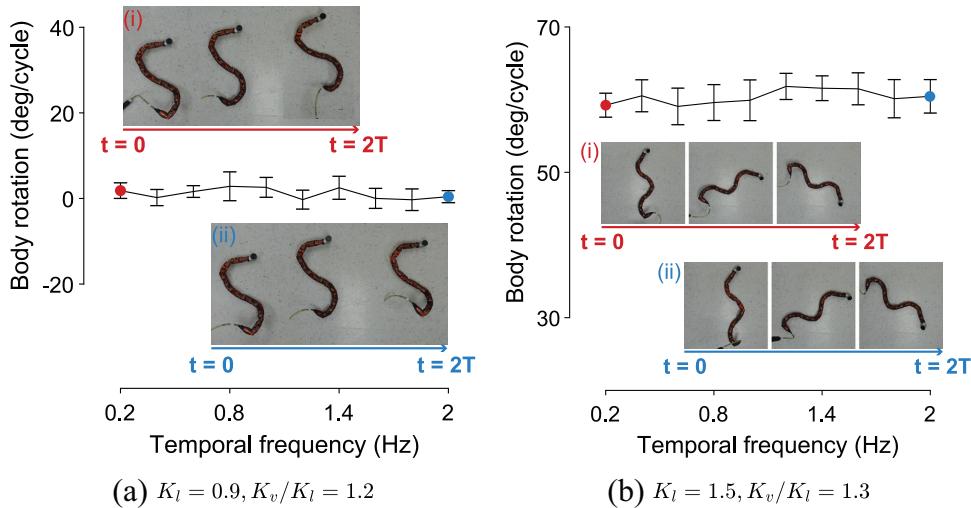 40
20
0
-20
Body rotation (deg/cycle)
(i)
t = 0
t = 2T
(ii)
t = 0
t = 2T
0.2
0.8
1.4
2
Temporal frequency (Hz)
(a) K_l = 0.9, K_v/K_l = 1.2
70
50
30
Body rotation (deg/cycle)
(i)
t = 0
t = 2T
(ii)
t = 0
t = 2T
0.2
0.8
1.4
2
Temporal frequency (Hz)
(b) K_l = 1.5, K_v/K_l = 1.3